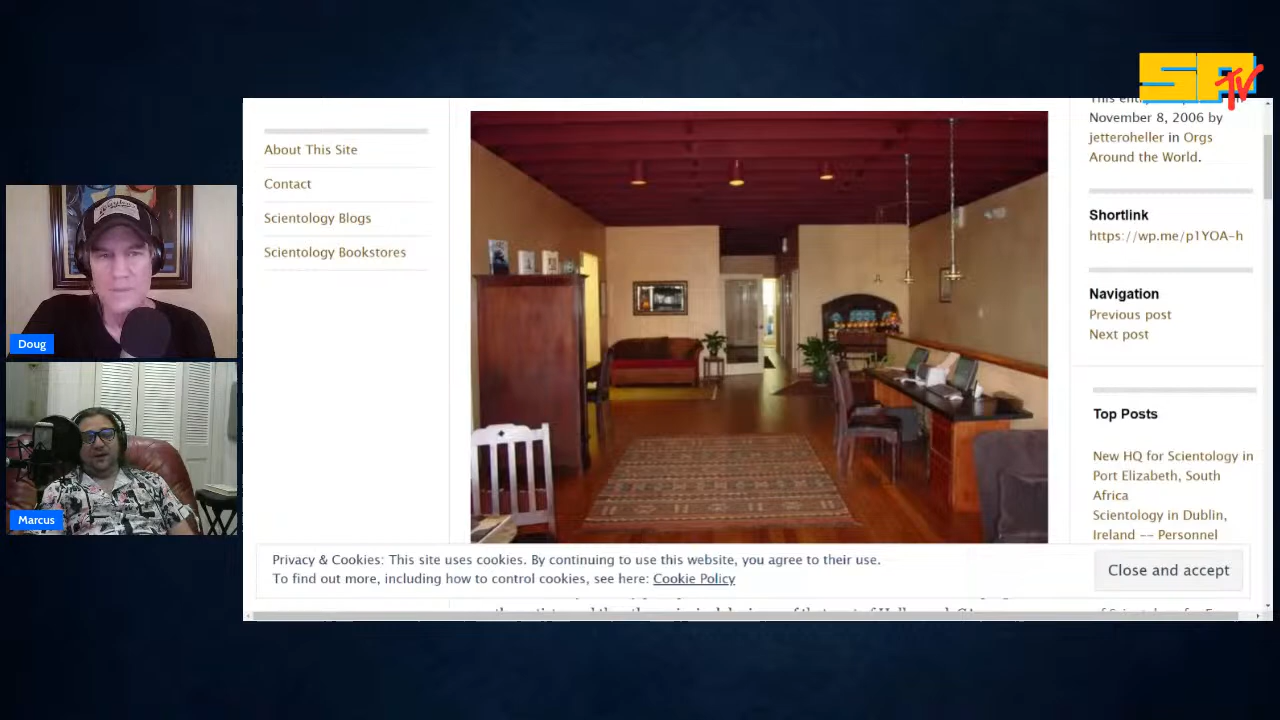 SPTV
November 8, 2006 by
jetteroheller in Orgs
Around the World.
About This Site
Contact
Scientology Blogs
Scientology Bookstores
Shortlink
https://wp.me/p1YOA-h
Navigation
Previous post
Next post
Top Posts
New HQ for Scientology in
Port Elizabeth, South
Africa
Scientology in Dublin,
Ireland -- Personnel
Doug
Marcus
Privacy & Cookies: This site uses cookies. By continuing to use this website, you agree to their use.
To find out more, including how to control cookies, see here: Cookie Policy
Close and accept